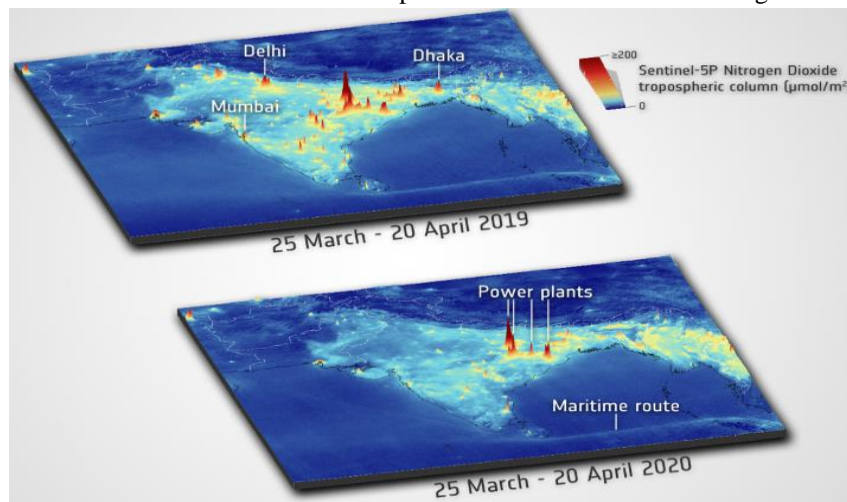 Delhi
Dhaka
Mumbai
≥200
Sentinel-5P Nitrogen Dioxide
tropospheric column (μmol/m²
0
25 March - 20 April 2019
Power plants
Maritime route
25 March - 20 April 2020